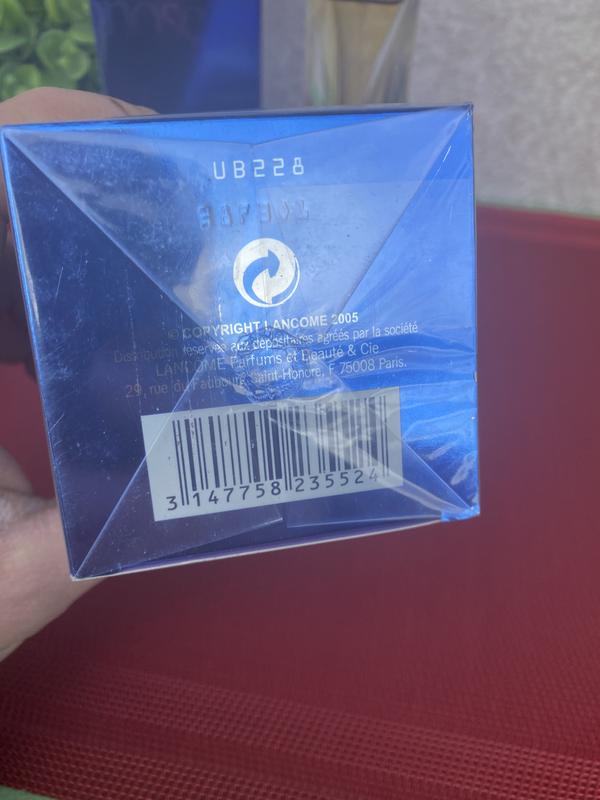 UB228
© COPYRIGHT LANCOME 2005
Distribution réservée aux dépositaires agréés par la société
LANCOME Parfums et Beauté & Cie
29, rue du Faubourg Saint-Honoré, F 75008 Paris.
3 147758 235524